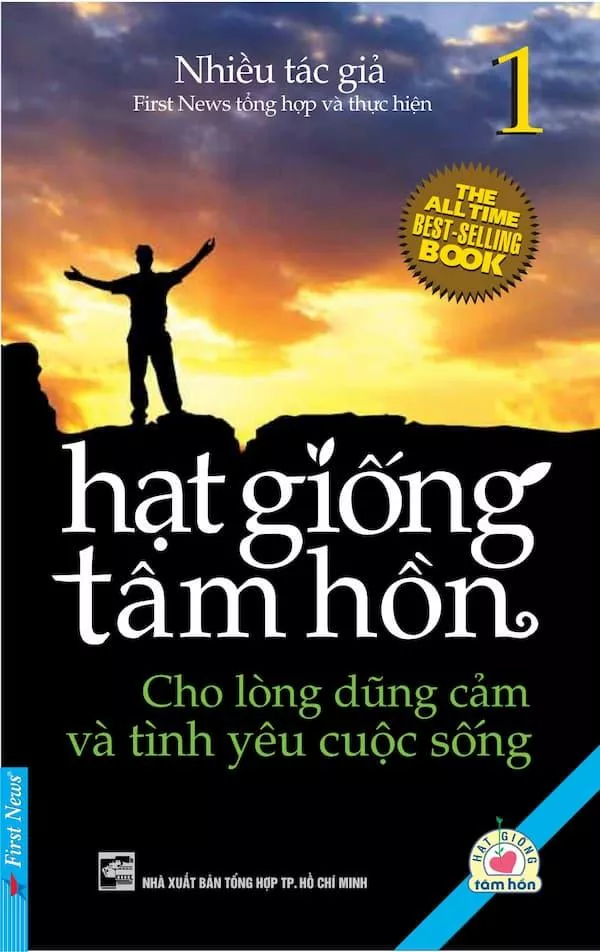 Nhiều tác giả
First News tổng hợp và thực hiện
1
THE
ALL TIME
BEST-SELLING
BOOK
hạt giống
tâm hồn
Cho lòng dũng cảm
và tình yêu cuộc sống
First News®
NHÀ XUẤT BẢN TỔNG HỢP TP. HỒ CHÍ MINH
HẠT GIỐNG
tâm hồn